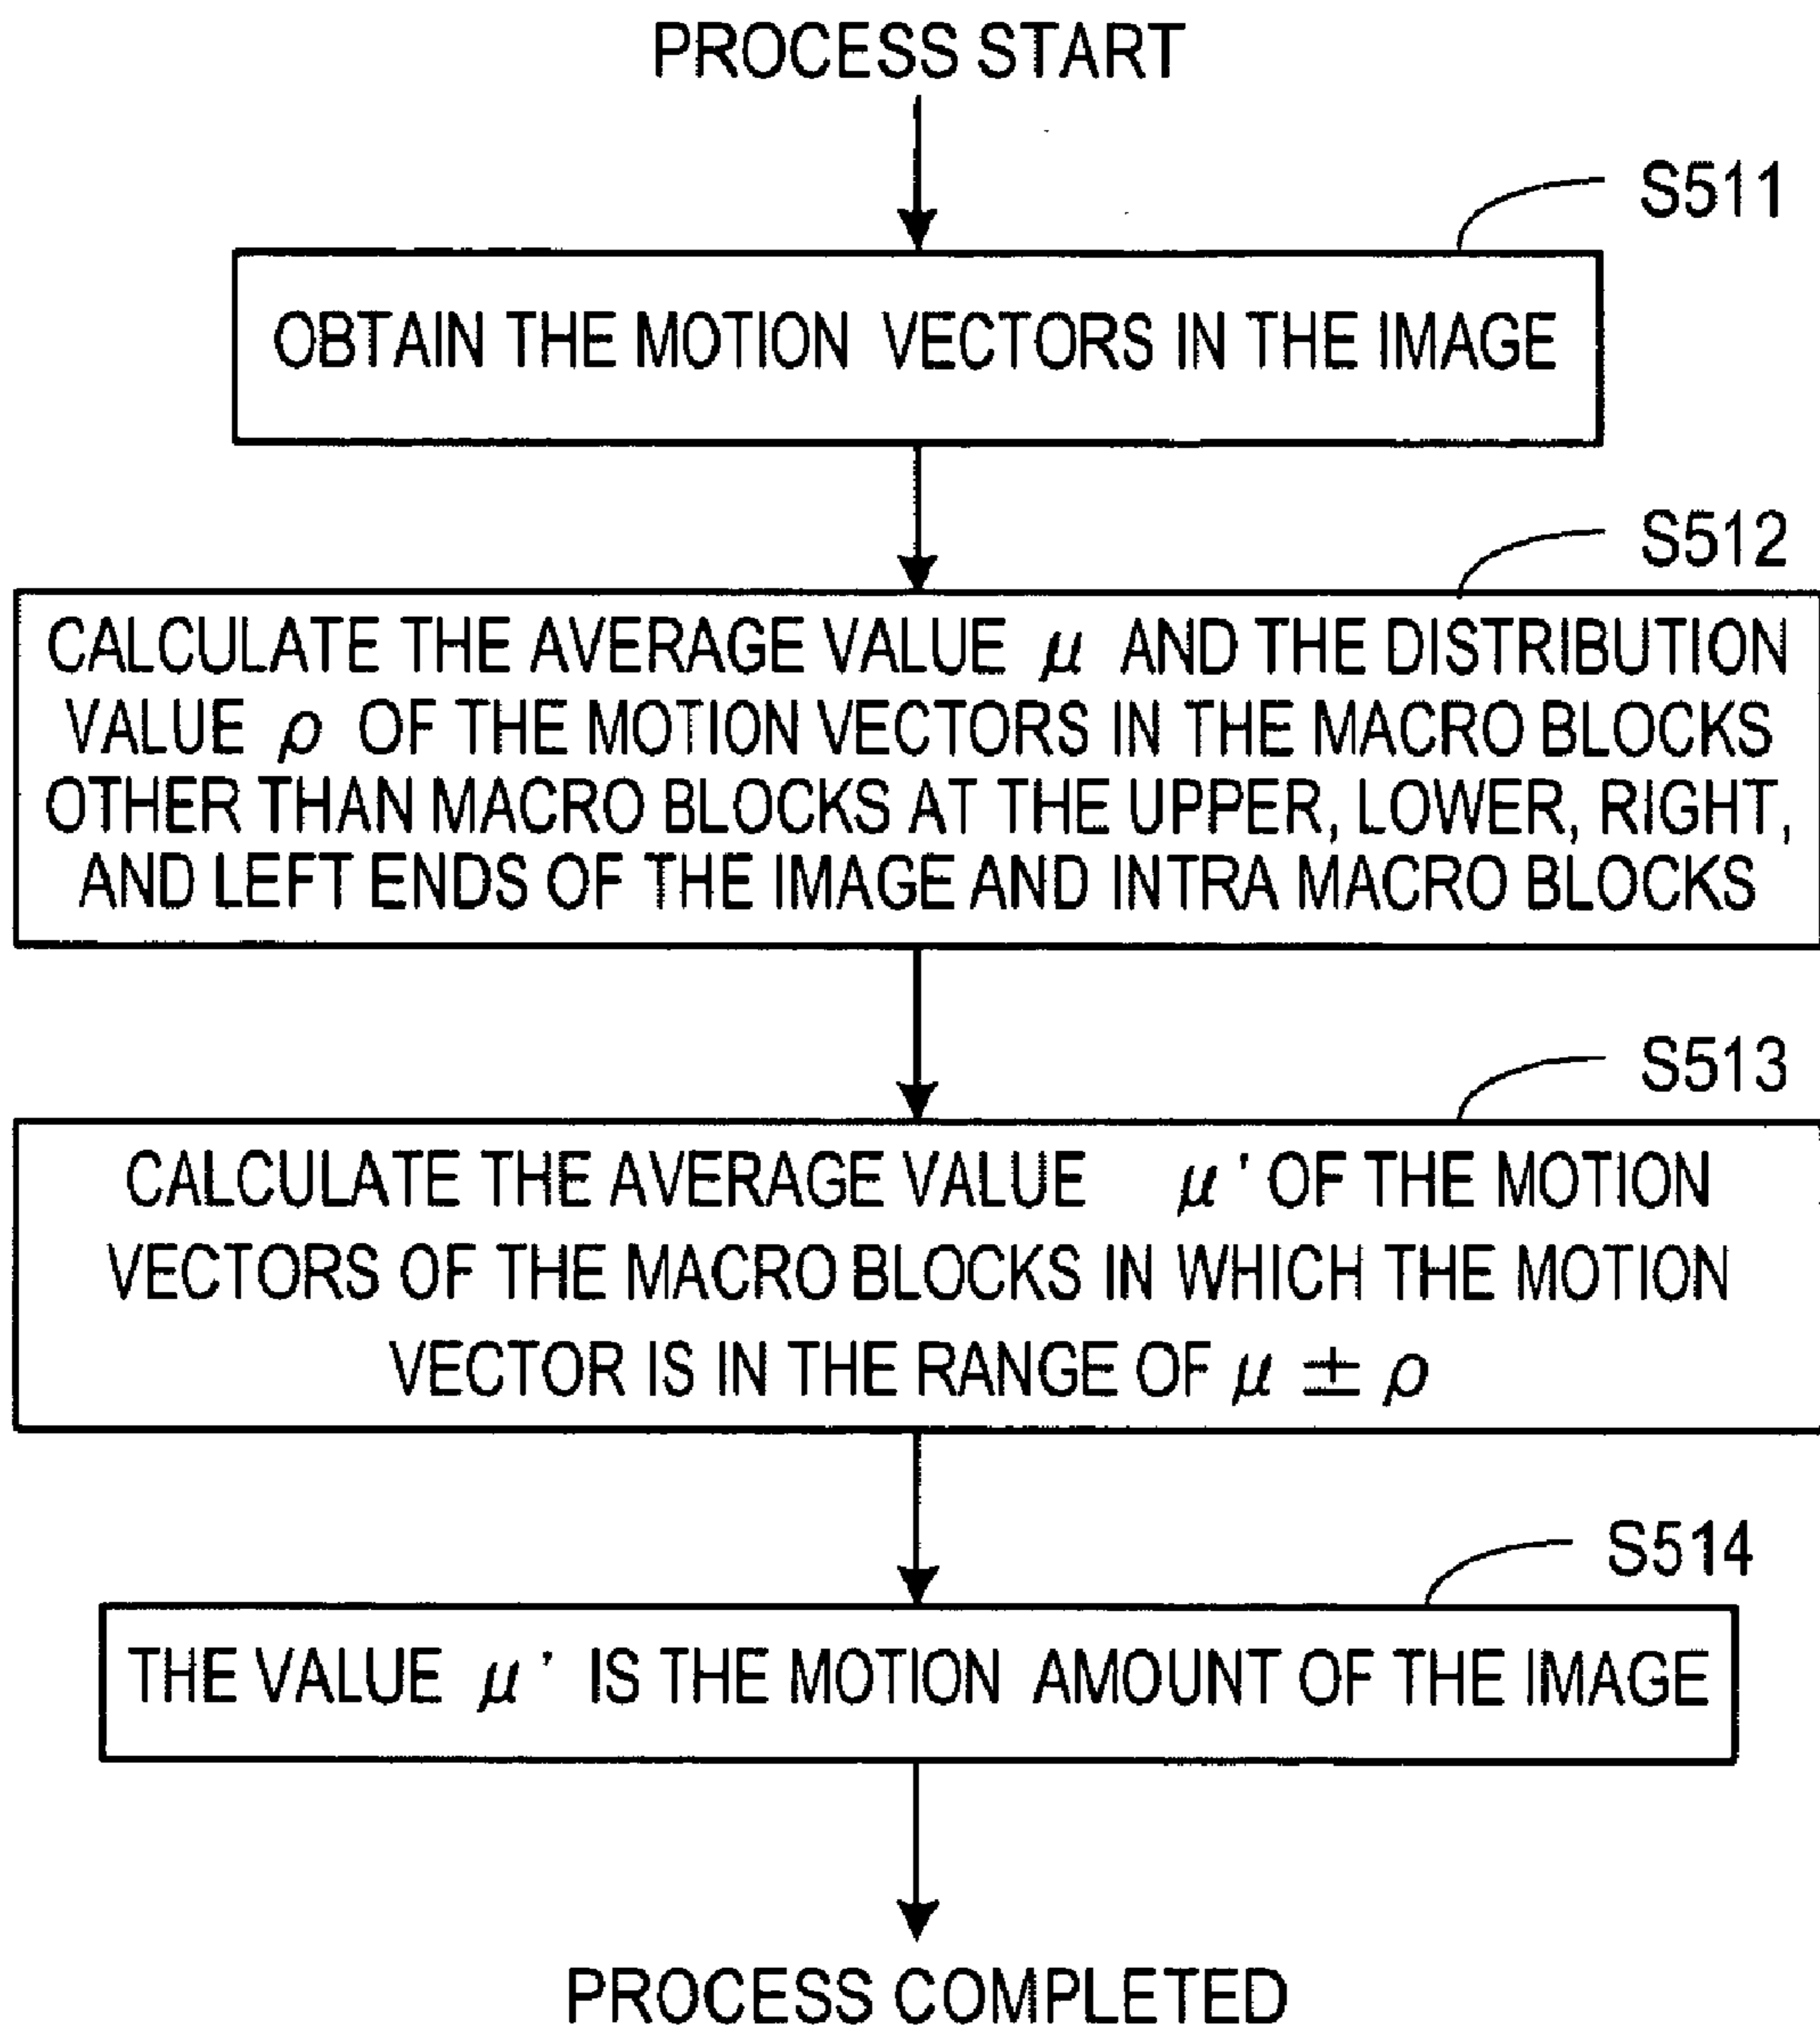 PROCESS START
S511
OBTAIN THE MOTION VECTORS IN THE IMAGE
S512
CALCULATE THE AVERAGE VALUE μ AND THE DISTRIBUTION
VALUE ρ OF THE MOTION VECTORS IN THE MACRO BLOCKS
OTHER THAN MACRO BLOCKS AT THE UPPER, LOWER, RIGHT,
AND LEFT ENDS OF THE IMAGE AND INTRA MACRO BLOCKS
S513
CALCULATE THE AVERAGE VALUE μ' OF THE MOTION
VECTORS OF THE MACRO BLOCKS IN WHICH THE MOTION
VECTOR IS IN THE RANGE OF μ ± ρ
S514
THE VALUE μ' IS THE MOTION AMOUNT OF THE IMAGE
PROCESS COMPLETED